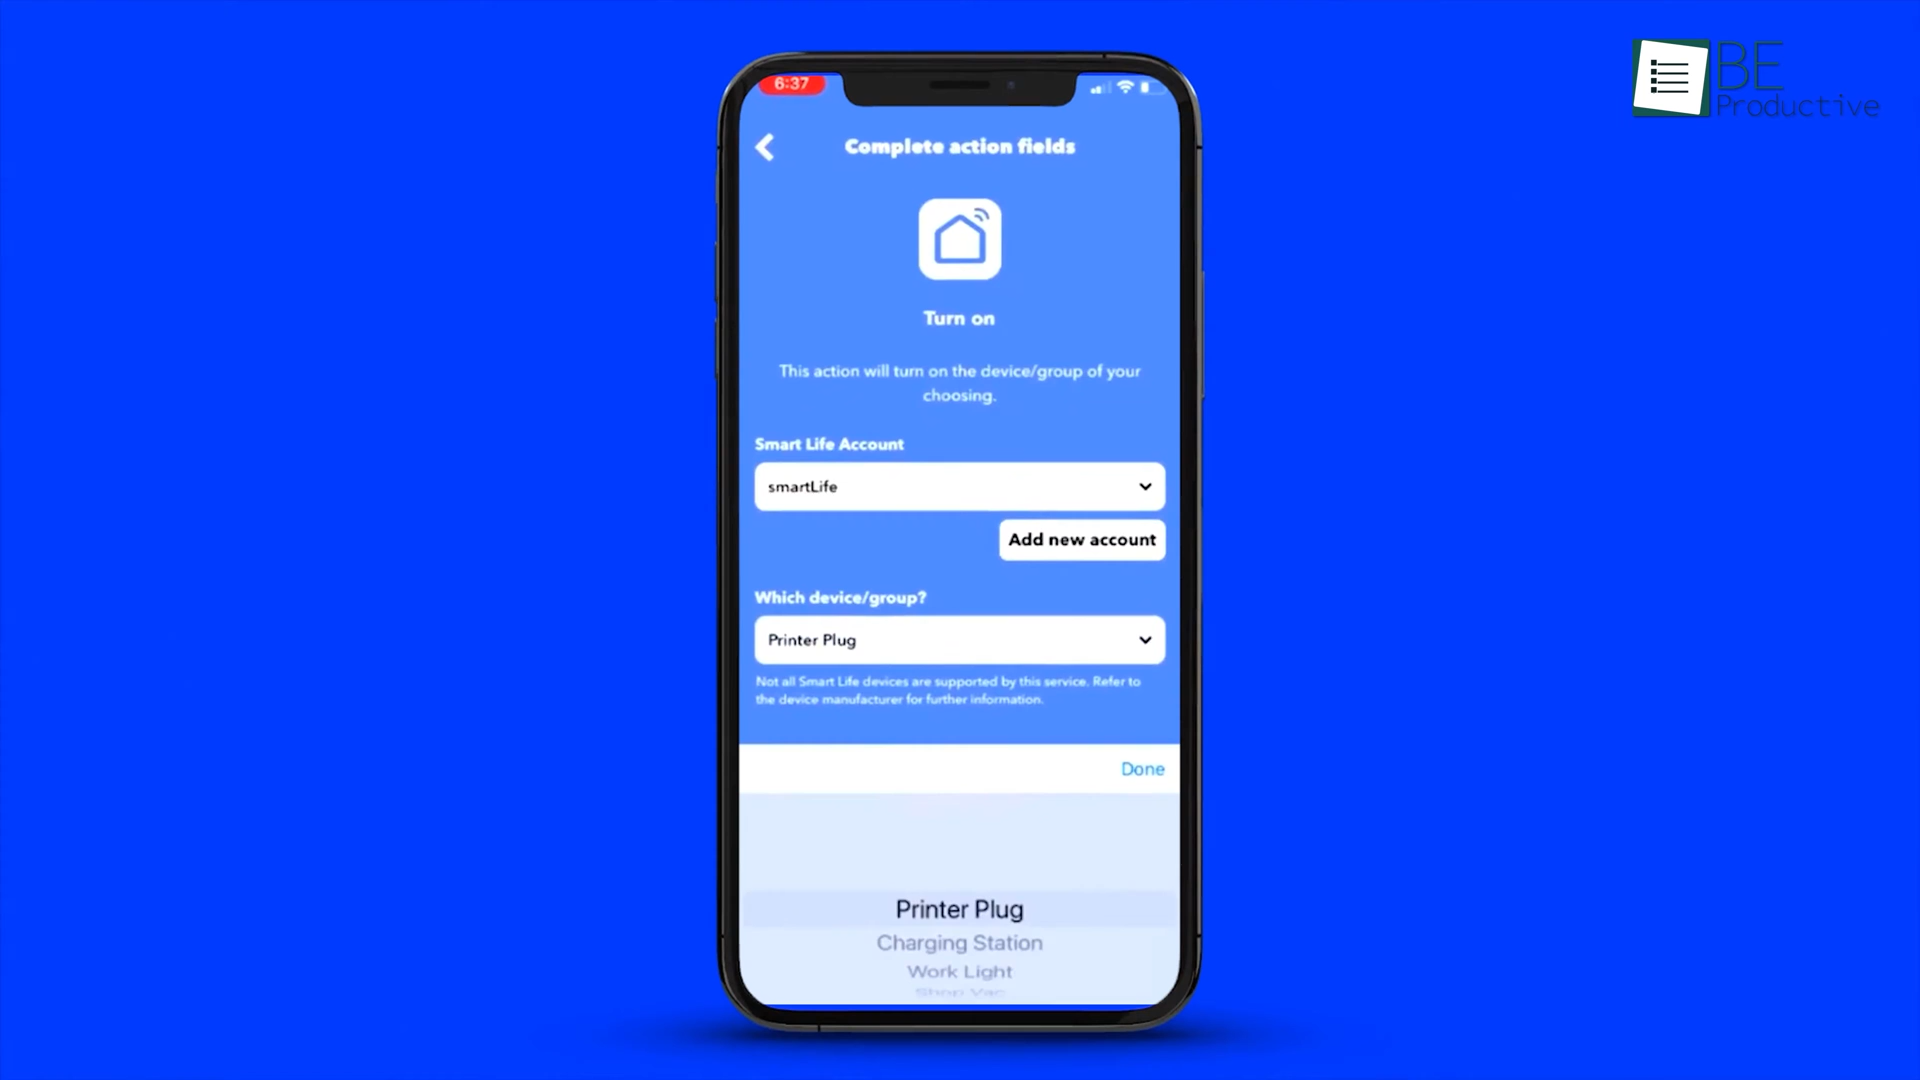 6:37
BE
Productive
Complete action fields
Turn on
This action will turn on the device/group of your
choosing.
Smart Life Account
smartLife
Add new account
Which device/group?
Printer Plug
Not all Smart Life devices are supported by this service. Refer to
the device manufacturer for further information.
Done
Printer Plug
Charging Station
Work Light
Shop Vac